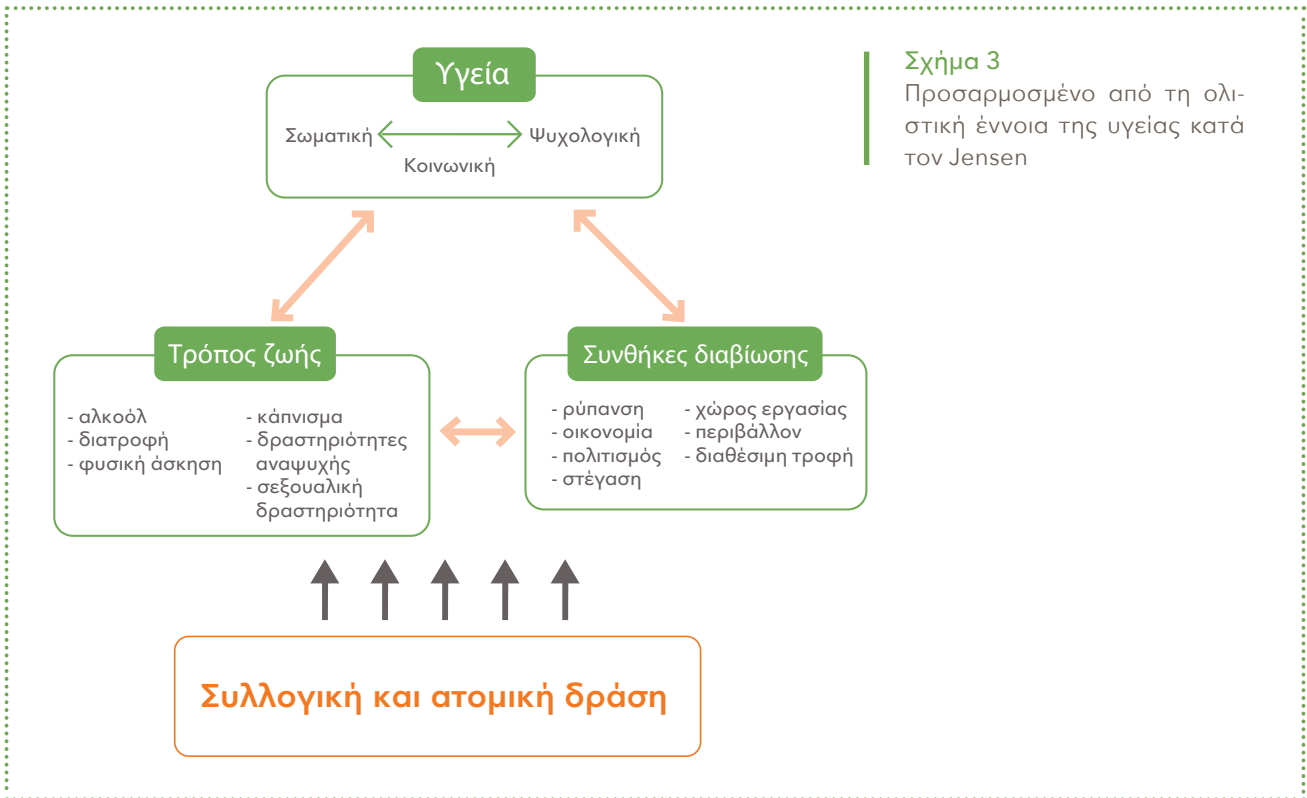 Υγεία
Σωματική
Ψυχολογική
Κοινωνική
Σχήμα 3
Προσαρμοσμένο από τη ολι-
στική έννοια της υγείας κατά
τον Jensen
Τρόπος ζωής
- αλκοόλ
- διατροφή
- φυσική άσκηση
- κάπνισμα
- δραστηριότητες
αναψυχής
- σεξουαλική
δραστηριότητα
Συνθήκες διαβίωσης
- ρύπανση
- οικονομία
- πολιτισμός
- στέγαση
- χώρος εργασίας
- περιβάλλον
- διαθέσιμη τροφή
Συλλογική και ατομική δράση